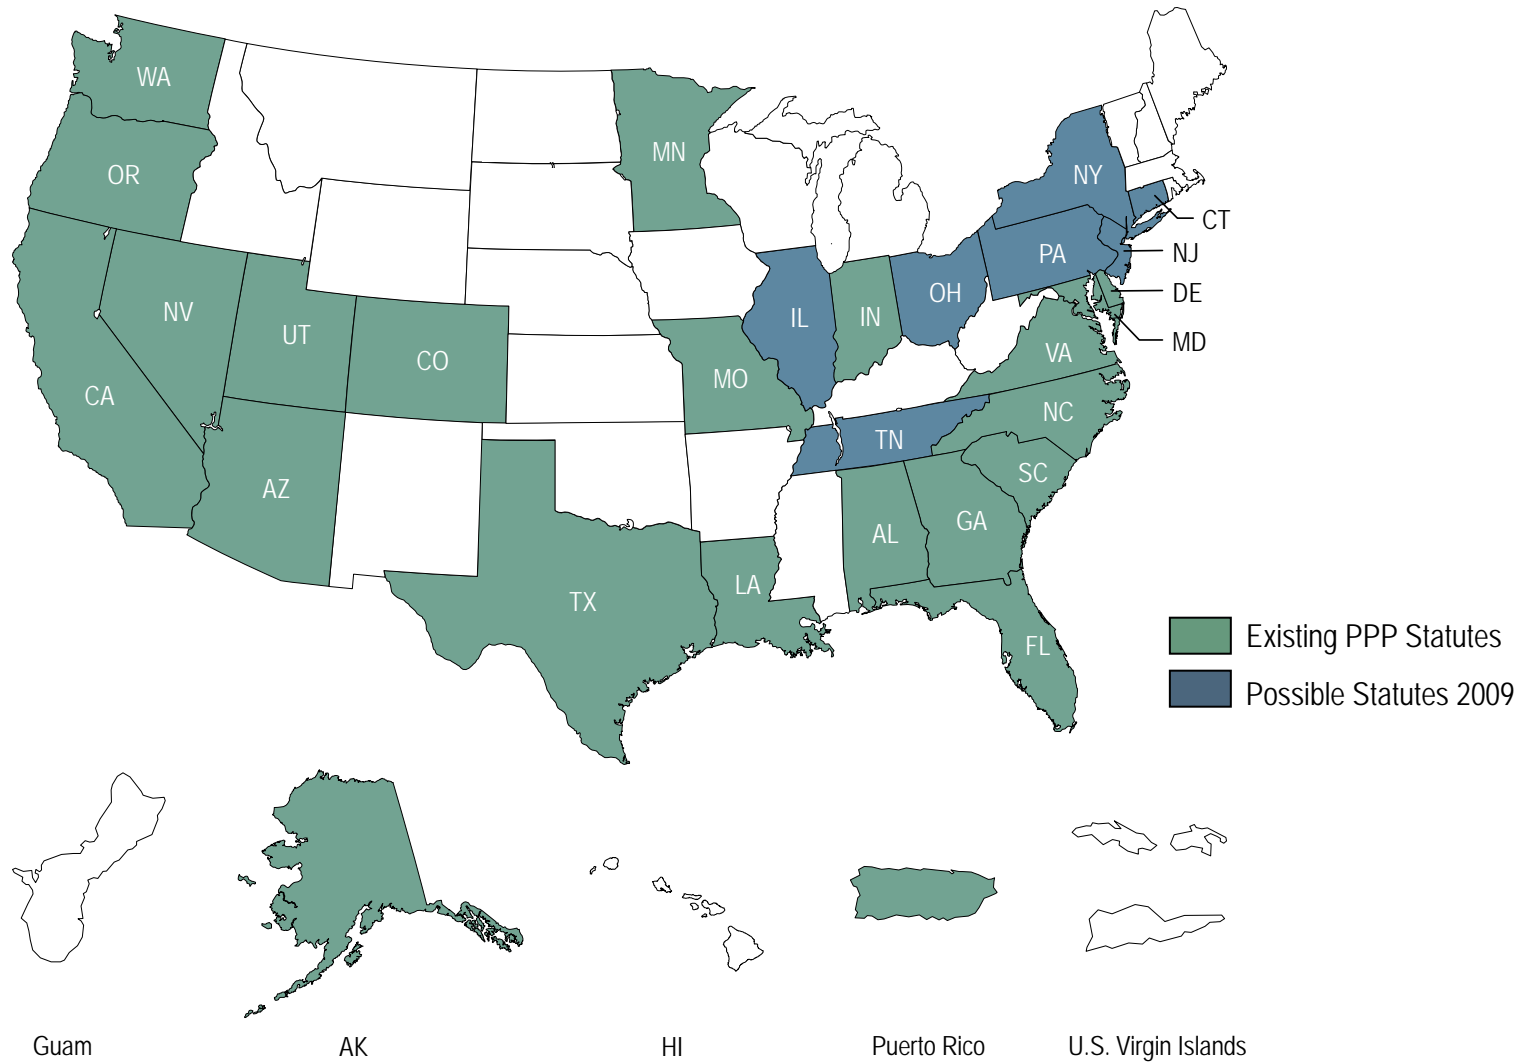 WA
OR
MN
NY
CT
PA
NJ
OH
DE
NV
IL
IN
UT
MD
CO
VA
MO
CA
NC
TN
SC
AZ
GA
AL
LA
TX
FL
Existing PPP Statutes
Possible Statutes 2009
Guam
AK
HI
Puerto Rico
U.S. Virgin Islands